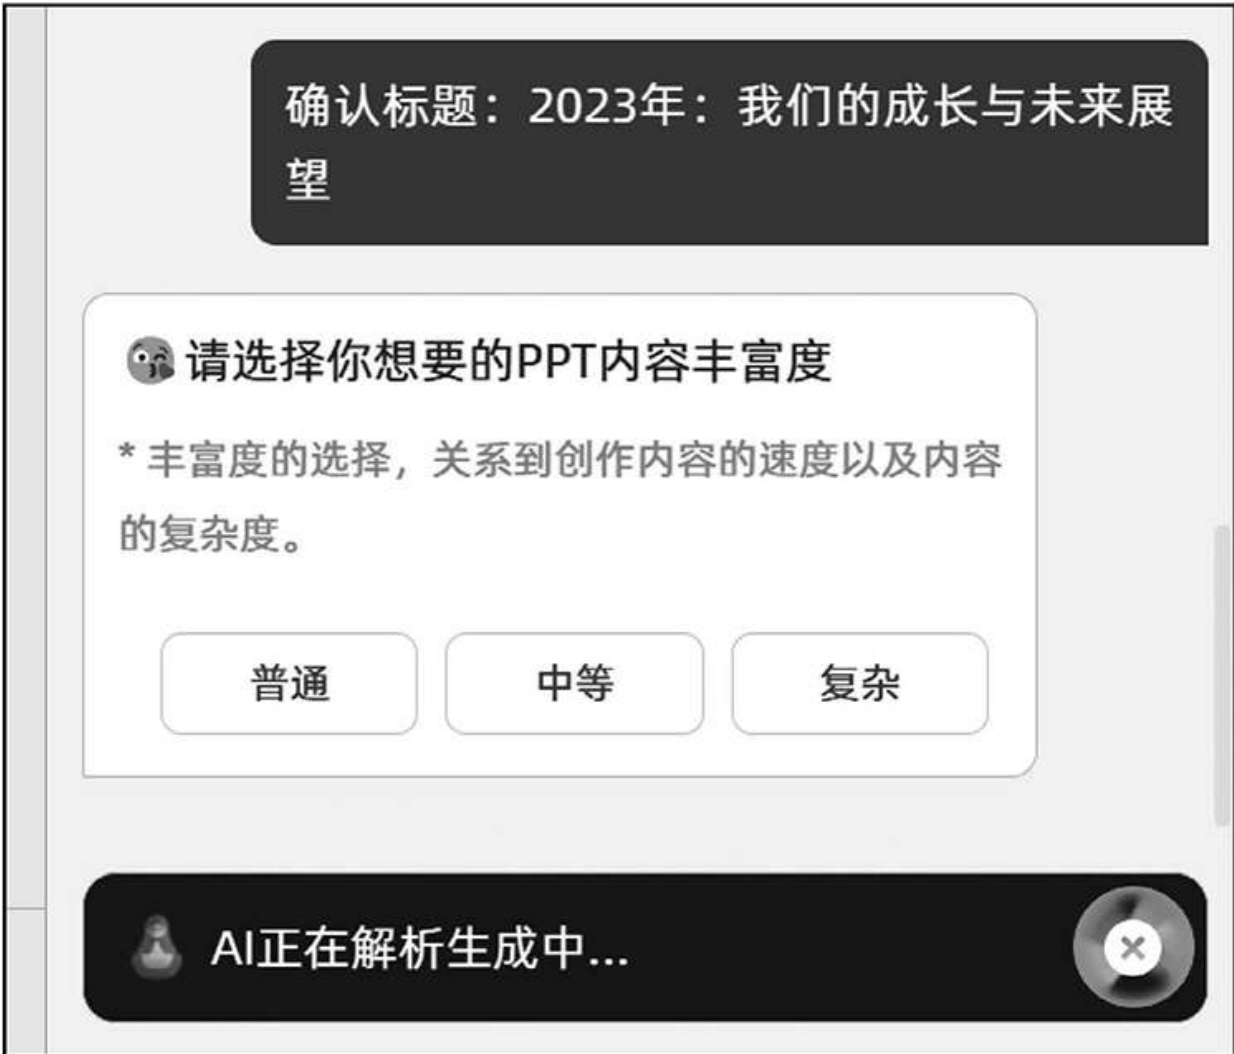 确认标题：2023年：我们的成长与未来展
望
请选择你想要的PPT内容丰富度
* 丰富度的选择，关系到创作内容的速度以及内容
的复杂度。
普通 中等 复杂
AI正在解析生成中...